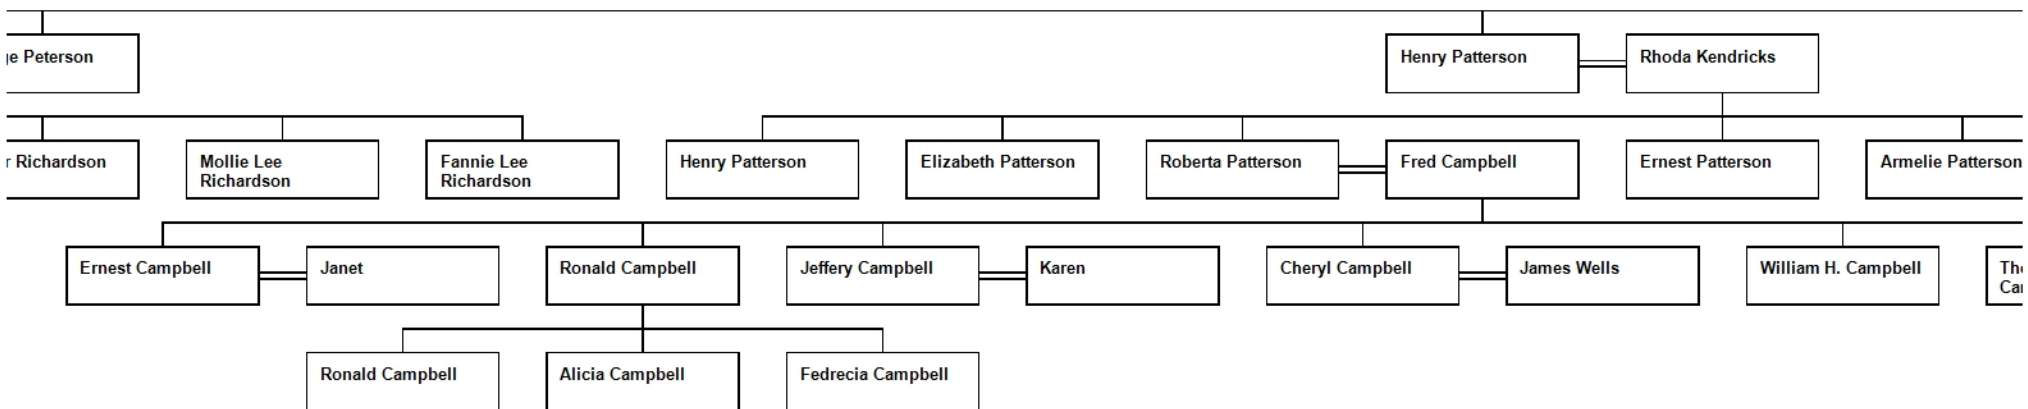 Peterson
Henry Patterson
Rhoda Kendricks
Richardson
Mollie Lee
Richardson
Fannie Lee
Richardson
Henry Patterson
Elizabeth Patterson
Roberta Patterson
Fred Campbell
Ernest Patterson
Armelie Patterson
Ernest Campbell
Janet
Ronald Campbell
Jeffery Campbell
Karen
Cheryl Campbell
James Wells
William H. Campbell
Ronald Campbell
Alicia Campbell
Fedrecia Campbell